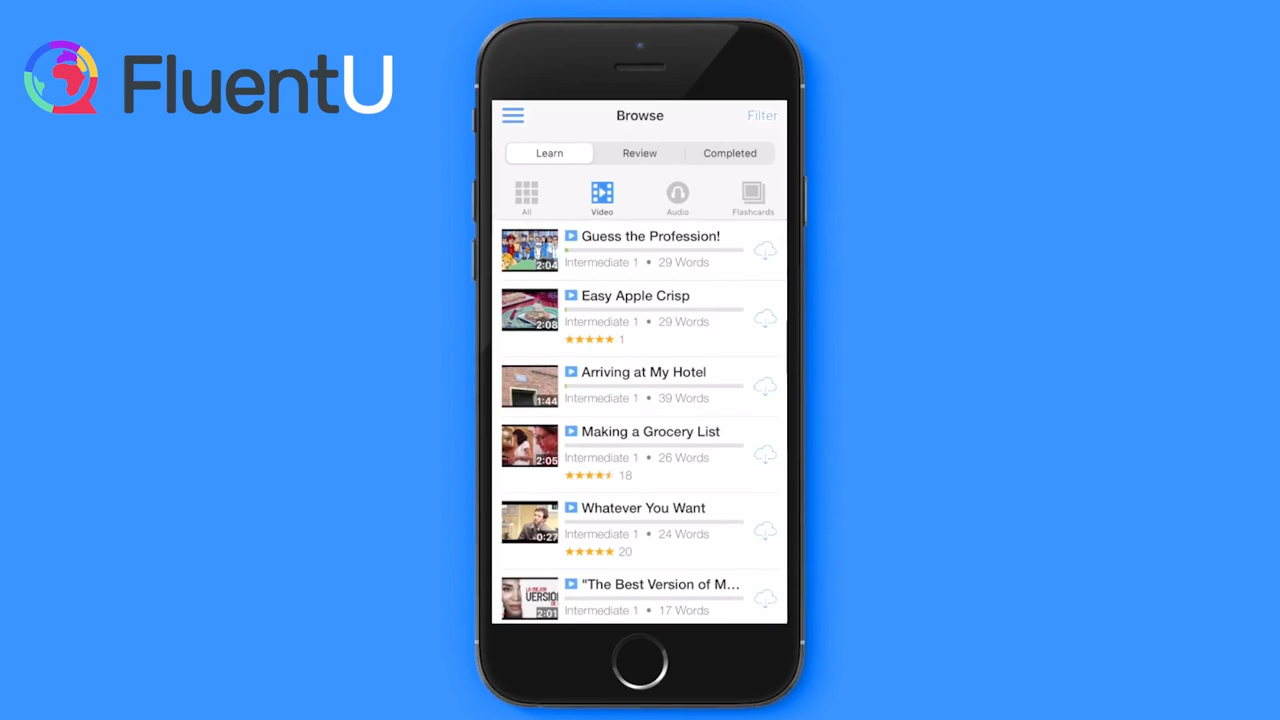 FluentU
Browse
Filter
Learn
Review
Completed
All
Video
Audio
Flashcards
Guess the Profession!
2:04
Intermediate 1 • 29 Words
Easy Apple Crisp
2:08
Intermediate 1 • 29 Words
★★★★★ 1
Arriving at My Hotel
1:44
Intermediate 1 • 39 Words
Making a Grocery List
2:05
Intermediate 1 • 26 Words
18
Whatever You Want
0:27
Intermediate 1 • 24 Words
★★★★★ 20
"The Best Version of M...
LA MEJOR
VERSIÓN
2:01
Intermediate 1 • 17 Words